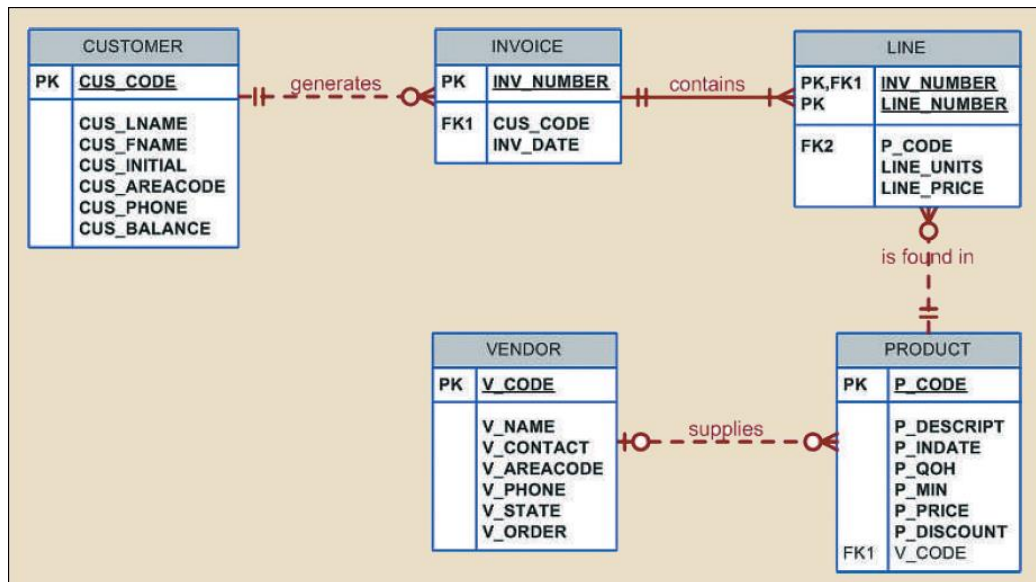 CUSTOMER
PK CUS_CODE
CUS_LNAME
CUS_FNAME
CUS_INITIAL
CUS_AREACODE
CUS_PHONE
CUS_BALANCE
generates
INVOICE
PK INV_NUMBER
FK1 CUS_CODE
INV_DATE
contains
LINE
PK,FK1 INV_NUMBER
PK LINE_NUMBER
FK2 P_CODE
LINE_UNITS
LINE_PRICE
is found in
VENDOR
PK V_CODE
V_NAME
V_CONTACT
V_AREACODE
V_PHONE
V_STATE
V_ORDER
supplies
PRODUCT
PK P_CODE
P_DESCRIPT
P_INDATE
P_QOH
P_MIN
P_PRICE
P_DISCOUNT
FK1 V_CODE